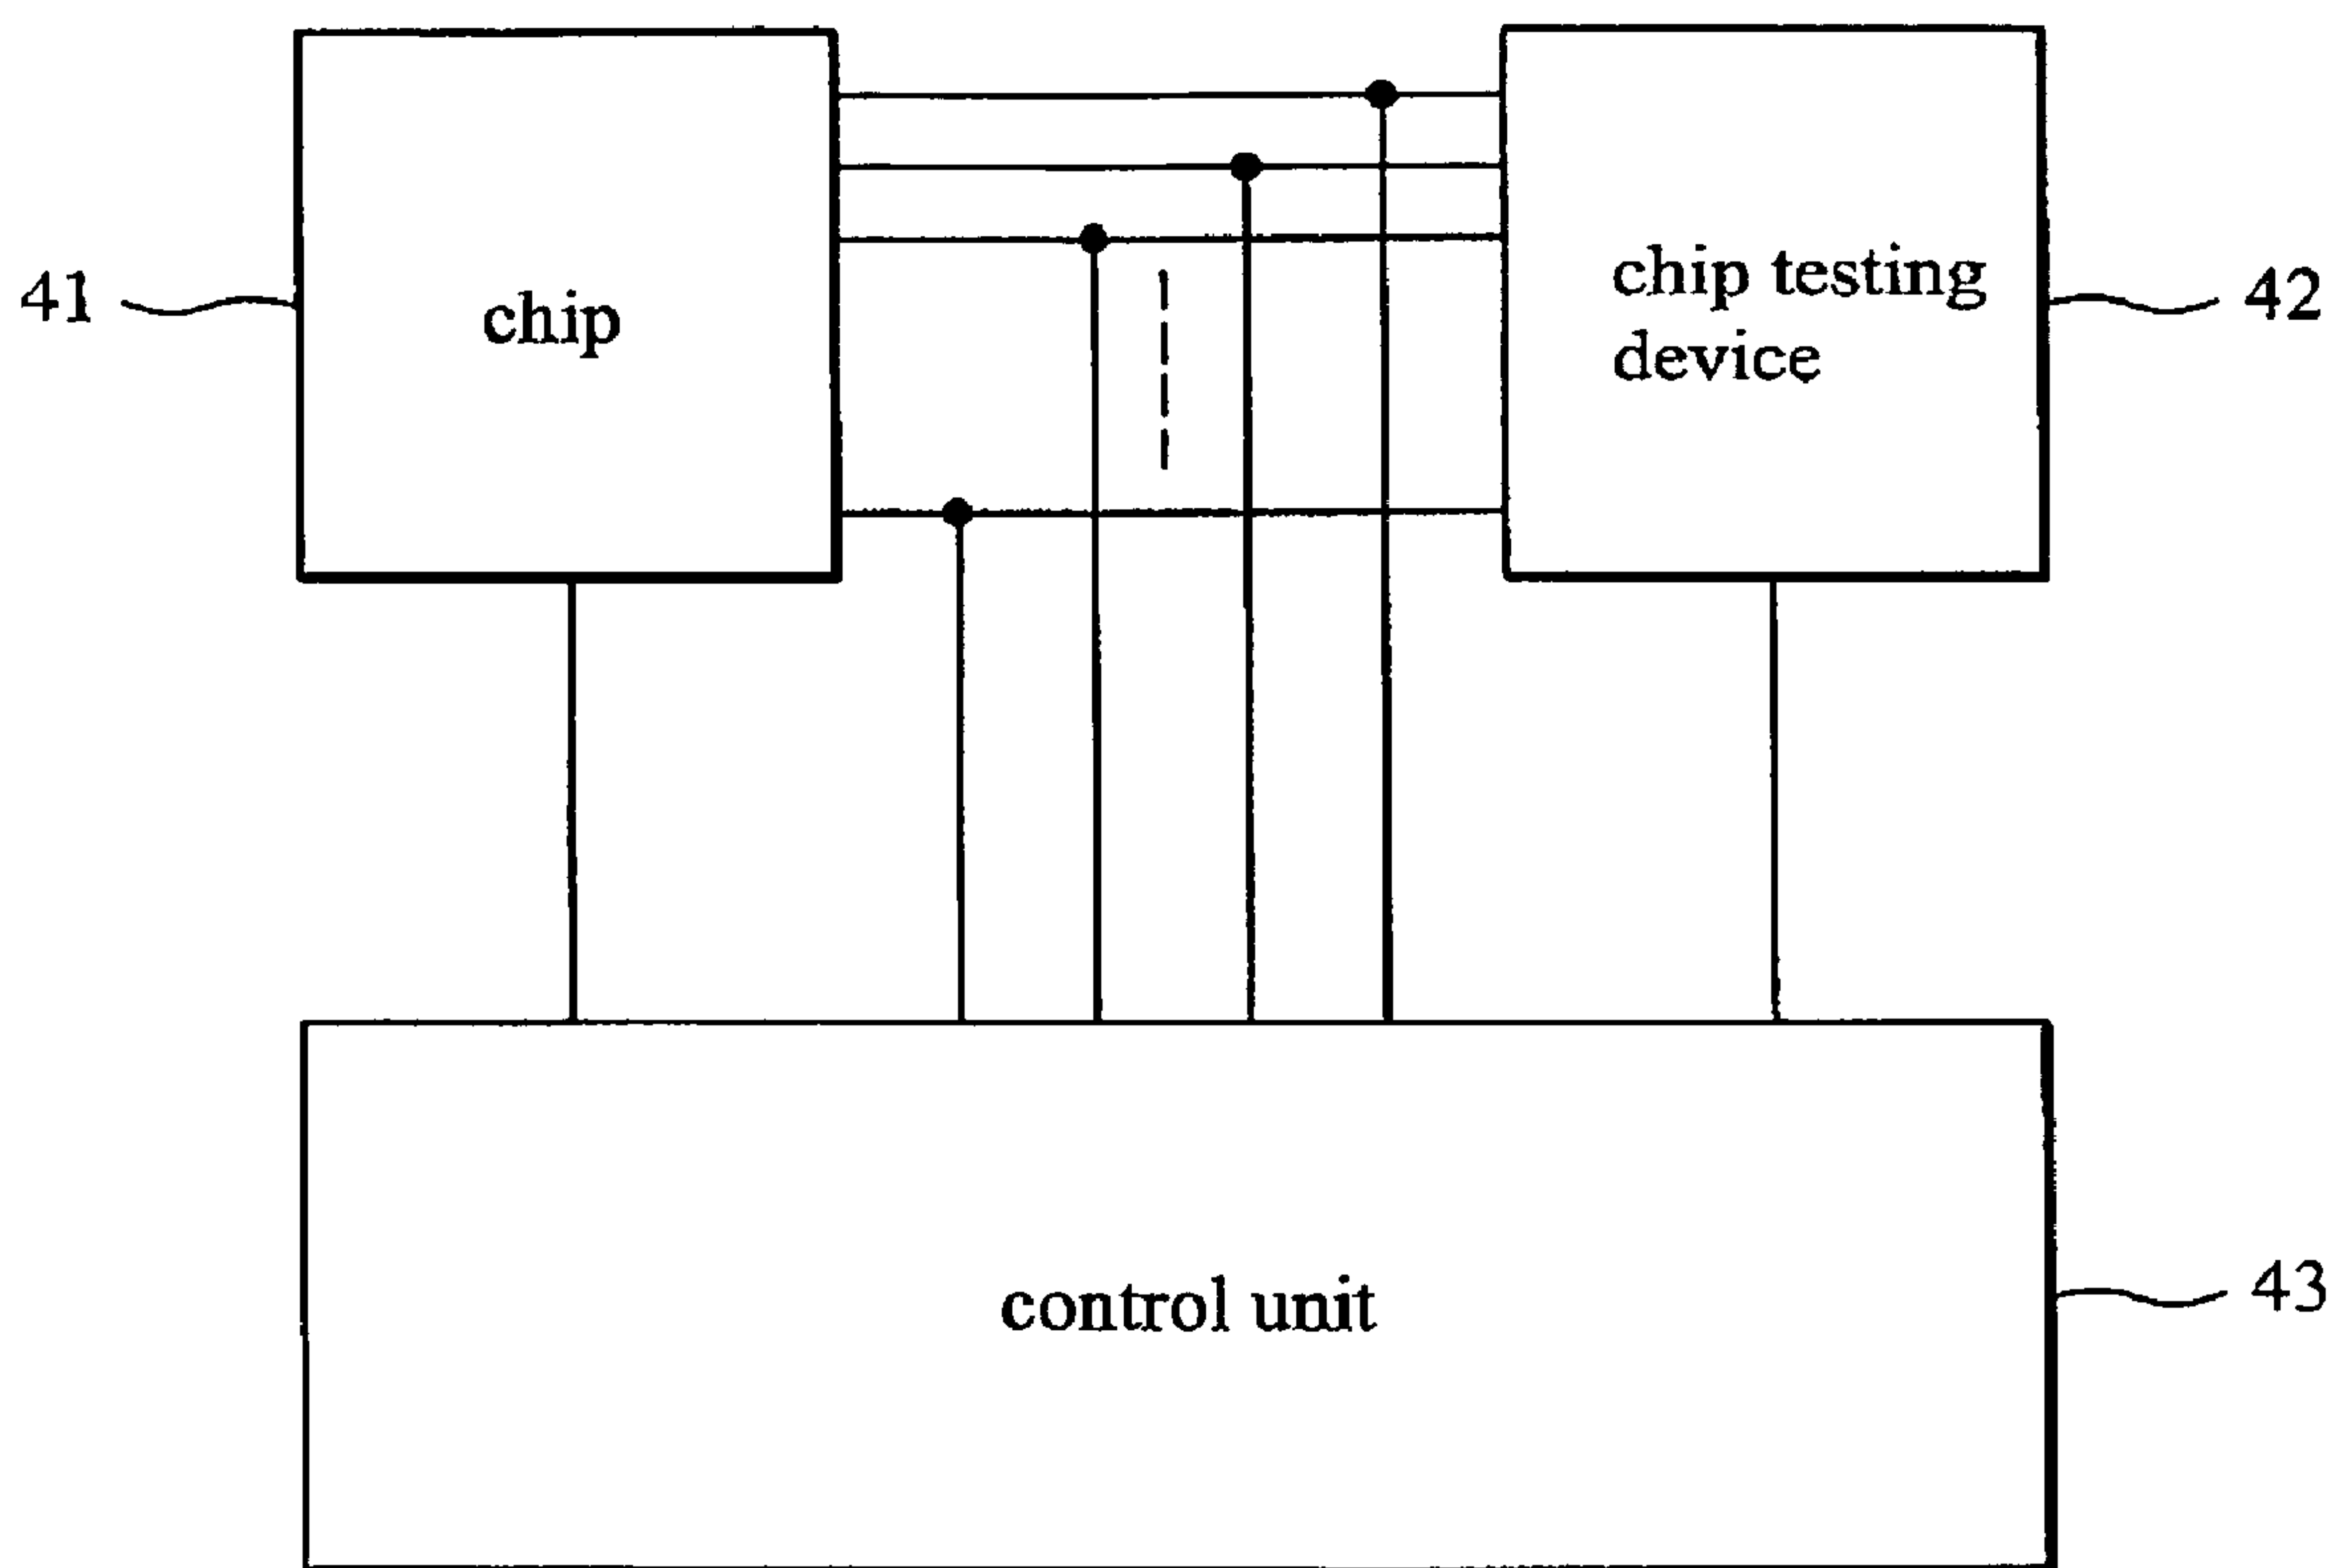 41
chip
chip testing
device
42
control unit
43